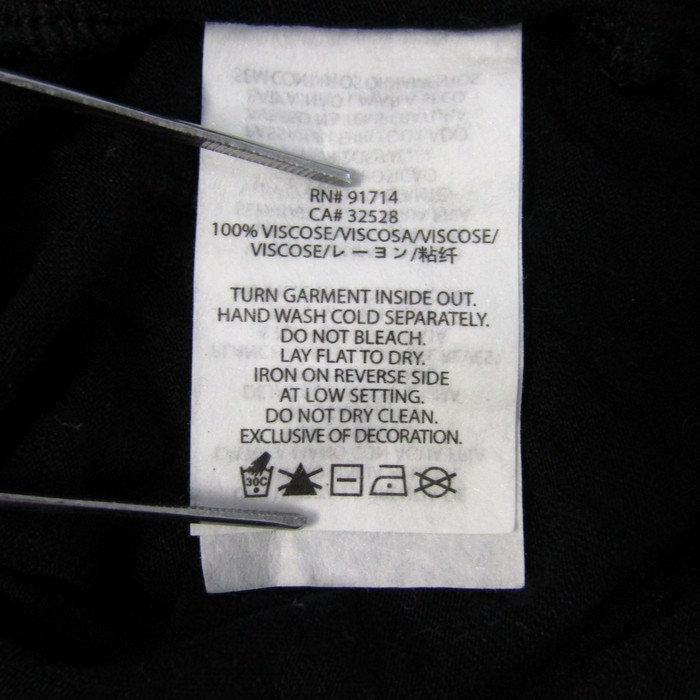 RN# 91714
CA# 32528
100% VISCOSE/VISCOSA/VISCOSE/
VISCOSE/レーヨン/粘纤
TURN GARMENT INSIDE OUT.
HAND WASH COLD SEPARATELY.
DO NOT BLEACH.
LAY FLAT TO DRY.
IRON ON REVERSE SIDE
AT LOW SETTING.
DO NOT DRY CLEAN.
EXCLUSIVE OF DECORATION.
30C